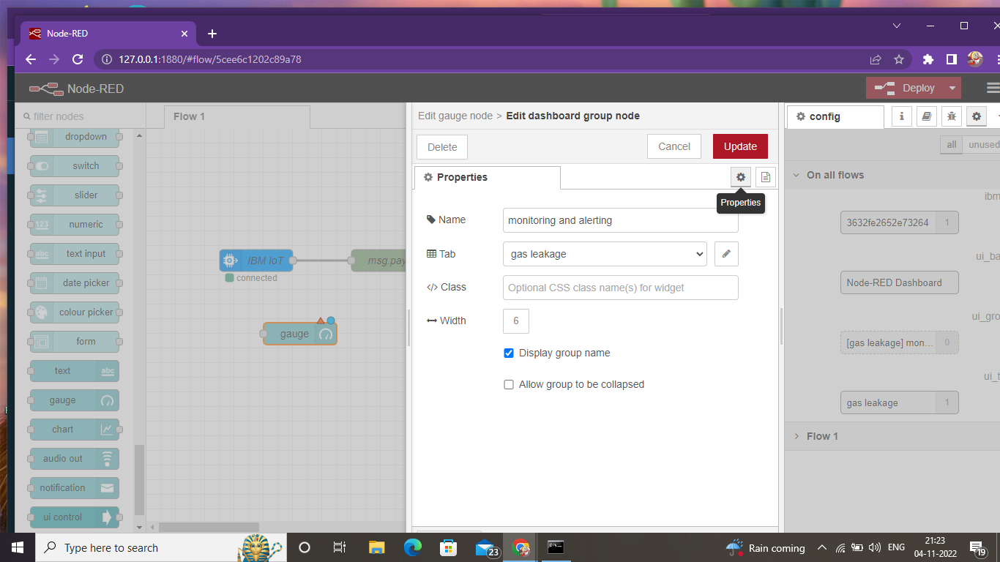 Node-RED
127.0.0.1:1880/#flow/5cee6c1202c89a78
Node-RED
Deploy
filter nodes
dropdown
switch
slider
123 numeric
abc text input
date picker
colour picker
form
text abc
gauge
chart
audio out
notification
ui control
Flow 1
IBM IoT
connected
msg.pay
gauge
Edit gauge node > Edit dashboard group node
Delete
Cancel
Update
Properties
Properties
Name
monitoring and alerting
Tab
gas leakage
</> Class
Optional CSS class name(s) for widget
Width
6
Display group name
Allow group to be collapsed
config
i
all
unused
On all flows
ibm
3632fe2652e73264 1
ui_ba
Node-RED Dashboard
ui_gro
[gas leakage] mon... 0
ui_t
gas leakage 1
Flow 1
Type here to search
23
C:\.
Rain coming
ENG
21:23
04-11-2022
19